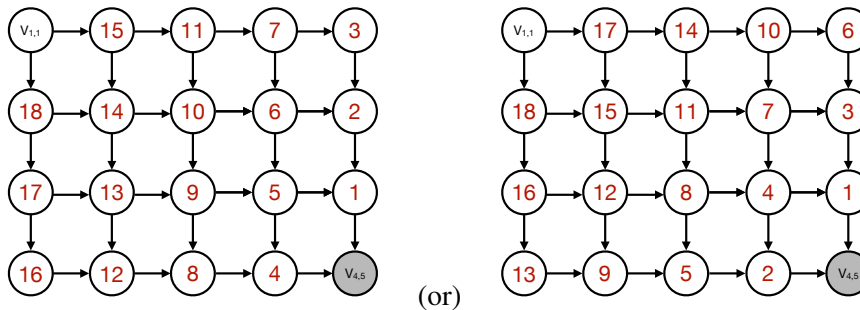 V1,1 15 11 7 3 V1,1 17 14 10 6
18 14 10 6 2 18 15 11 7 3
17 13 9 5 1 16 12 8 4 1
16 12 8 4 V4,5 (or) 13 9 5 2 V4,5